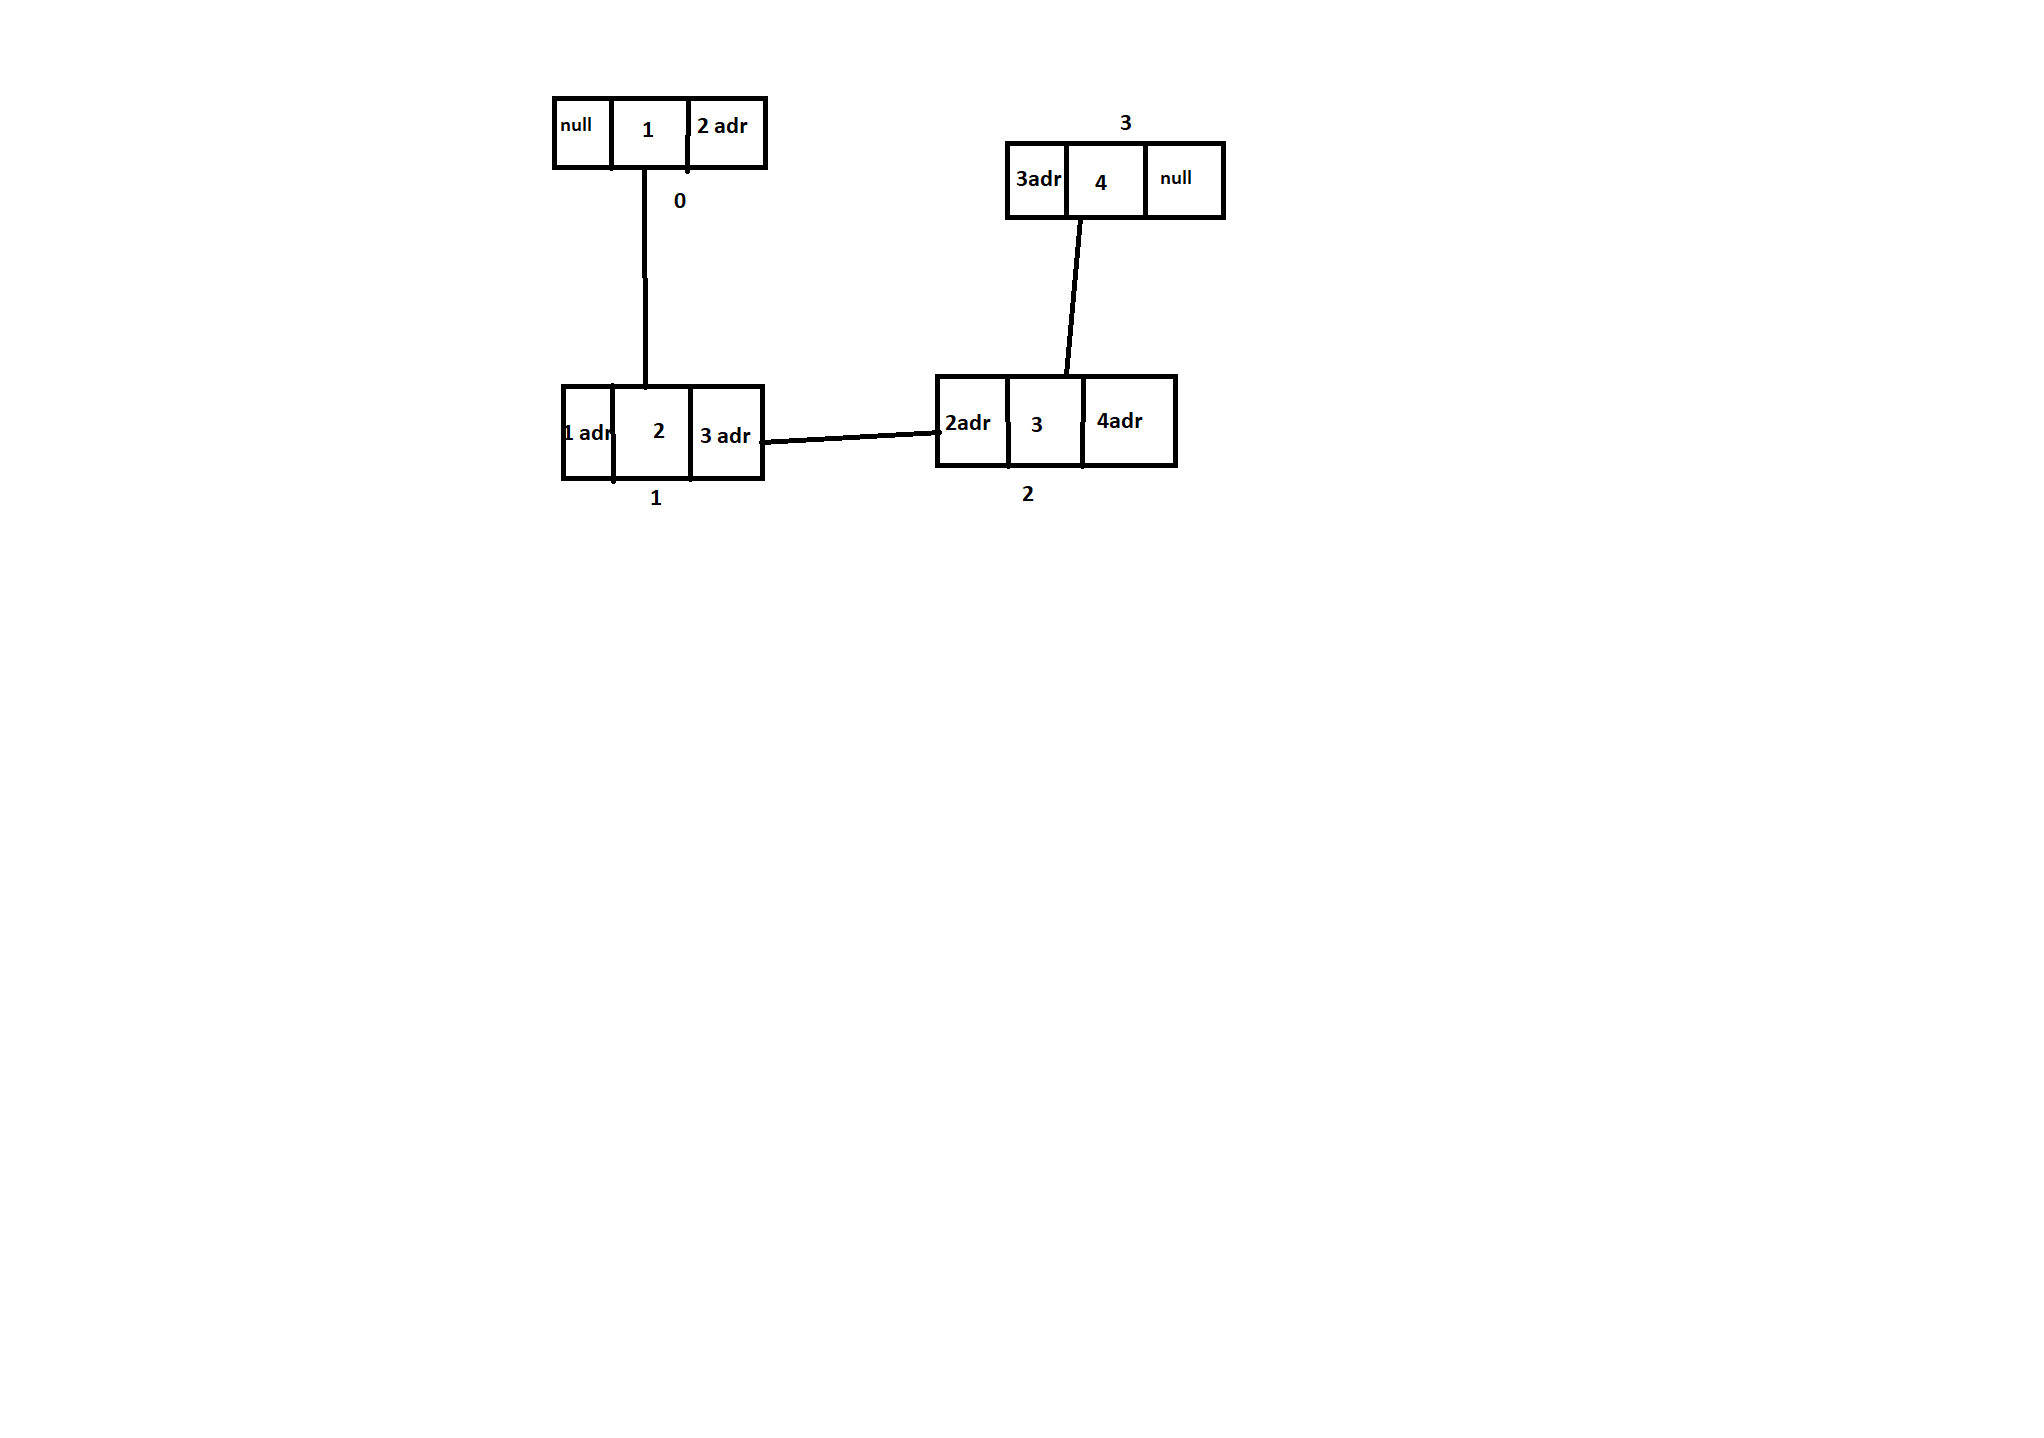 null 1 2 adr
0
3
3adr 4 null
1 adr 2 3 adr
1
2adr 3 4adr
2